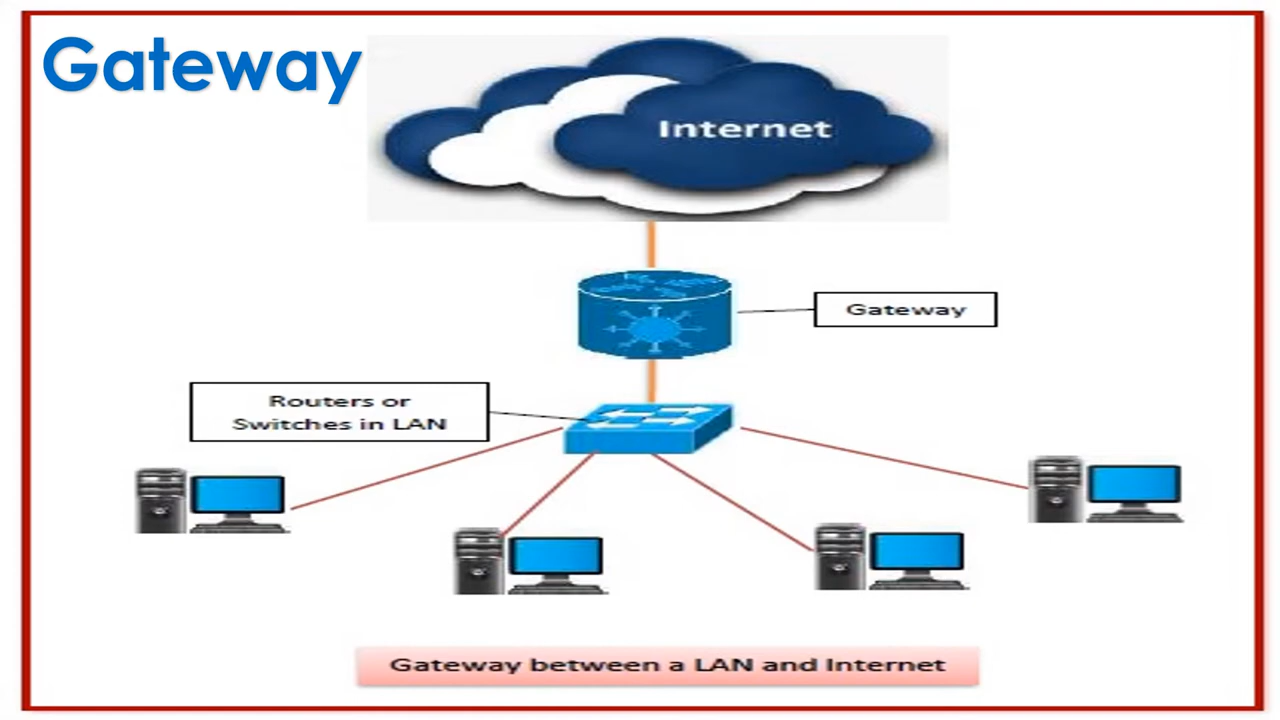 Gateway
Internet
Gateway
Routers or
Switches in LAN
Gateway between a LAN and Internet